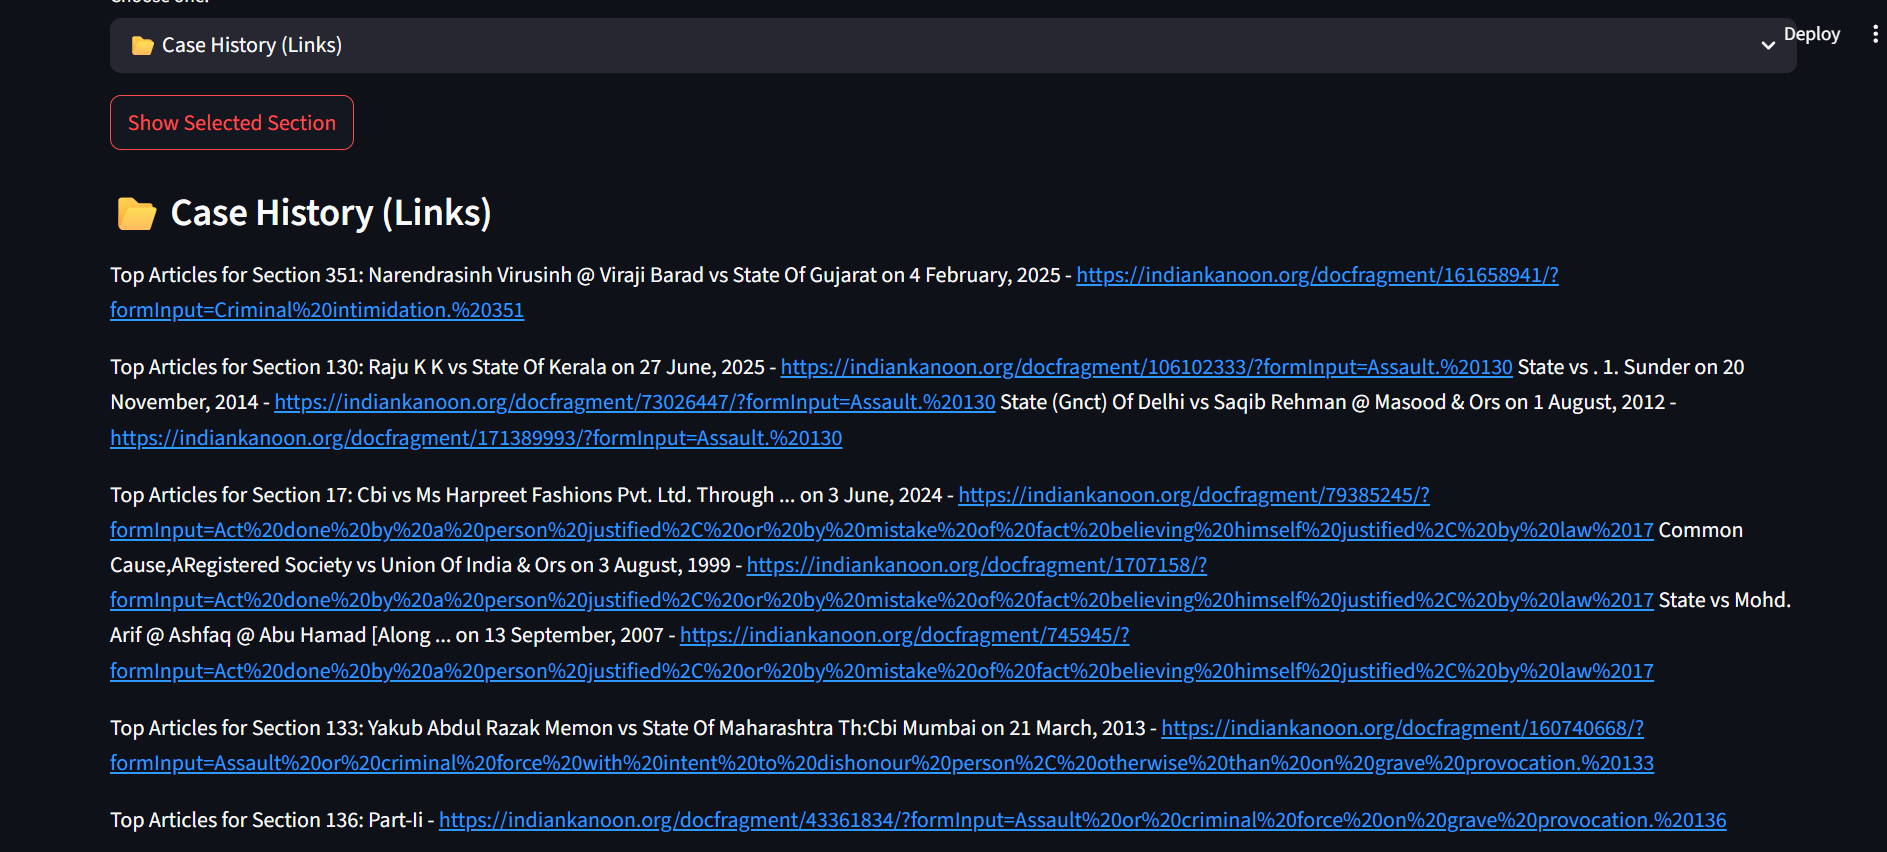 Choose one:
Case History (Links)
Deploy
Show Selected Section
Case History (Links)
Top Articles for Section 351: Narendrasinh Virusinh @ Viraji Barad vs State Of Gujarat on 4 February, 2025 - https://indiankanoon.org/docfragment/161658941/?
formInput=Criminal%20intimidation.%20351
Top Articles for Section 130: Raju K K vs State Of Kerala on 27 June, 2025 - https://indiankanoon.org/docfragment/106102333/?formInput=Assault.%20130 State vs . 1. Sunder on 20
November, 2014 - https://indiankanoon.org/docfragment/73026447/?formInput=Assault.%20130 State (Gnct) Of Delhi vs Saqib Rehman @ Masood & Ors on 1 August, 2012 -
https://indiankanoon.org/docfragment/171389993/?formInput=Assault.%20130
Top Articles for Section 17: Cbi vs Ms Harpreet Fashions Pvt. Ltd. Through ... on 3 June, 2024 - https://indiankanoon.org/docfragment/79385245/?
formInput=Act%20done%20by%20a%20person%20justified%2C%20or%20by%20mistake%20of%20fact%20believing%20himself%20justified%2C%20by%20law%2017 Common
Cause,ARegistered Society vs Union Of India & Ors on 3 August, 1999 - https://indiankanoon.org/docfragment/1707158/?
formInput=Act%20done%20by%20a%20person%20justified%2C%20or%20by%20mistake%20of%20fact%20believing%20himself%20justified%2C%20by%20law%2017 State vs Mohd.
Arif @ Ashfaq @ Abu Hamad [Along ... on 13 September, 2007 - https://indiankanoon.org/docfragment/745945/?
formInput=Act%20done%20by%20a%20person%20justified%2C%20or%20by%20mistake%20of%20fact%20believing%20himself%20justified%2C%20by%20law%2017
Top Articles for Section 133: Yakub Abdul Razak Memon vs State Of Maharashtra Th:Cbi Mumbai on 21 March, 2013 - https://indiankanoon.org/docfragment/160740668/?
formInput=Assault%20or%20criminal%20force%20with%20intent%20to%20dishonour%20person%2C%20otherwise%20than%20on%20grave%20provocation.%20133
Top Articles for Section 136: Part-Ii - https://indiankanoon.org/docfragment/43361834/?formInput=Assault%20or%20criminal%20force%20on%20grave%20provocation.%20136